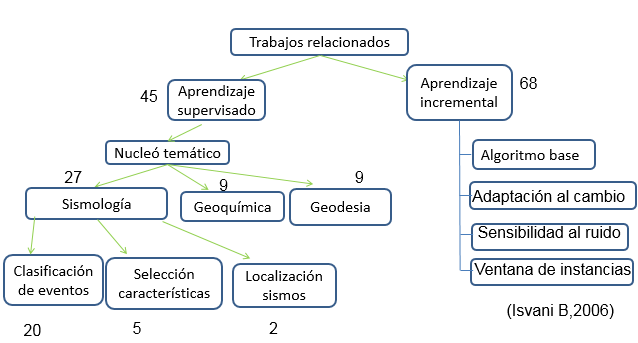 Trabajos relacionados
45
Aprendizaje
supervisado
Aprendizaje
incremental
68
Nucleó temático
Algoritmo base
27
9
9
Sismología
Geoquímica
Geodesia
Adaptación al cambio
Sensibilidad al ruido
Clasificación
de eventos
Selección
características
Localización
sismos
Ventana de instancias
20
5
2
(Isvani B,2006)